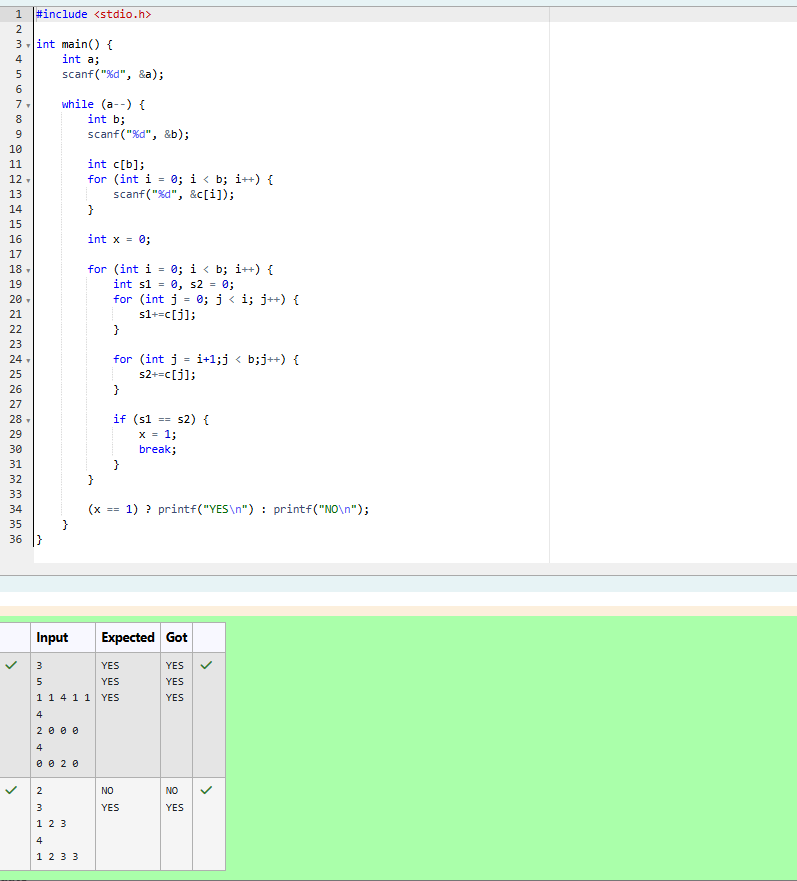 1 #include <stdio.h>
2
3 int main() {
4 int a;
5 scanf("%d", &a);
6
7 while (a--) {
8 int b;
9 scanf("%d", &b);
10
11 int c[b];
12 for (int i = 0; i < b; i++) {
13 scanf("%d", &c[i]);
14 }
15
16 int x = 0;
17
18 for (int i = 0; i < b; i++) {
19 int s1 = 0, s2 = 0;
20 for (int j = 0; j < i; j++) {
21 s1+=c[j];
22 }
23
24 for (int j = i+1;j < b;j++) {
25 s2+=c[j];
26 }
27
28 if (s1 == s2) {
29 x = 1;
30 break;
31 }
32 }
33
34 (x == 1) ? printf("YES\n") : printf("NO\n");
35 }
36 }
Input Expected Got
3 YES YES
5 YES YES
1 1 4 1 1 YES YES
4
2 0 0 0
4
0 0 2 0
2 NO NO
3 YES YES
1 2 3
4
1 2 3 3